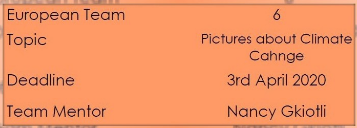 European Team 6
Topic Pictures about Climate
Cahnge
Deadline 3rd April 2020
Team Mentor Nancy Gkiotli